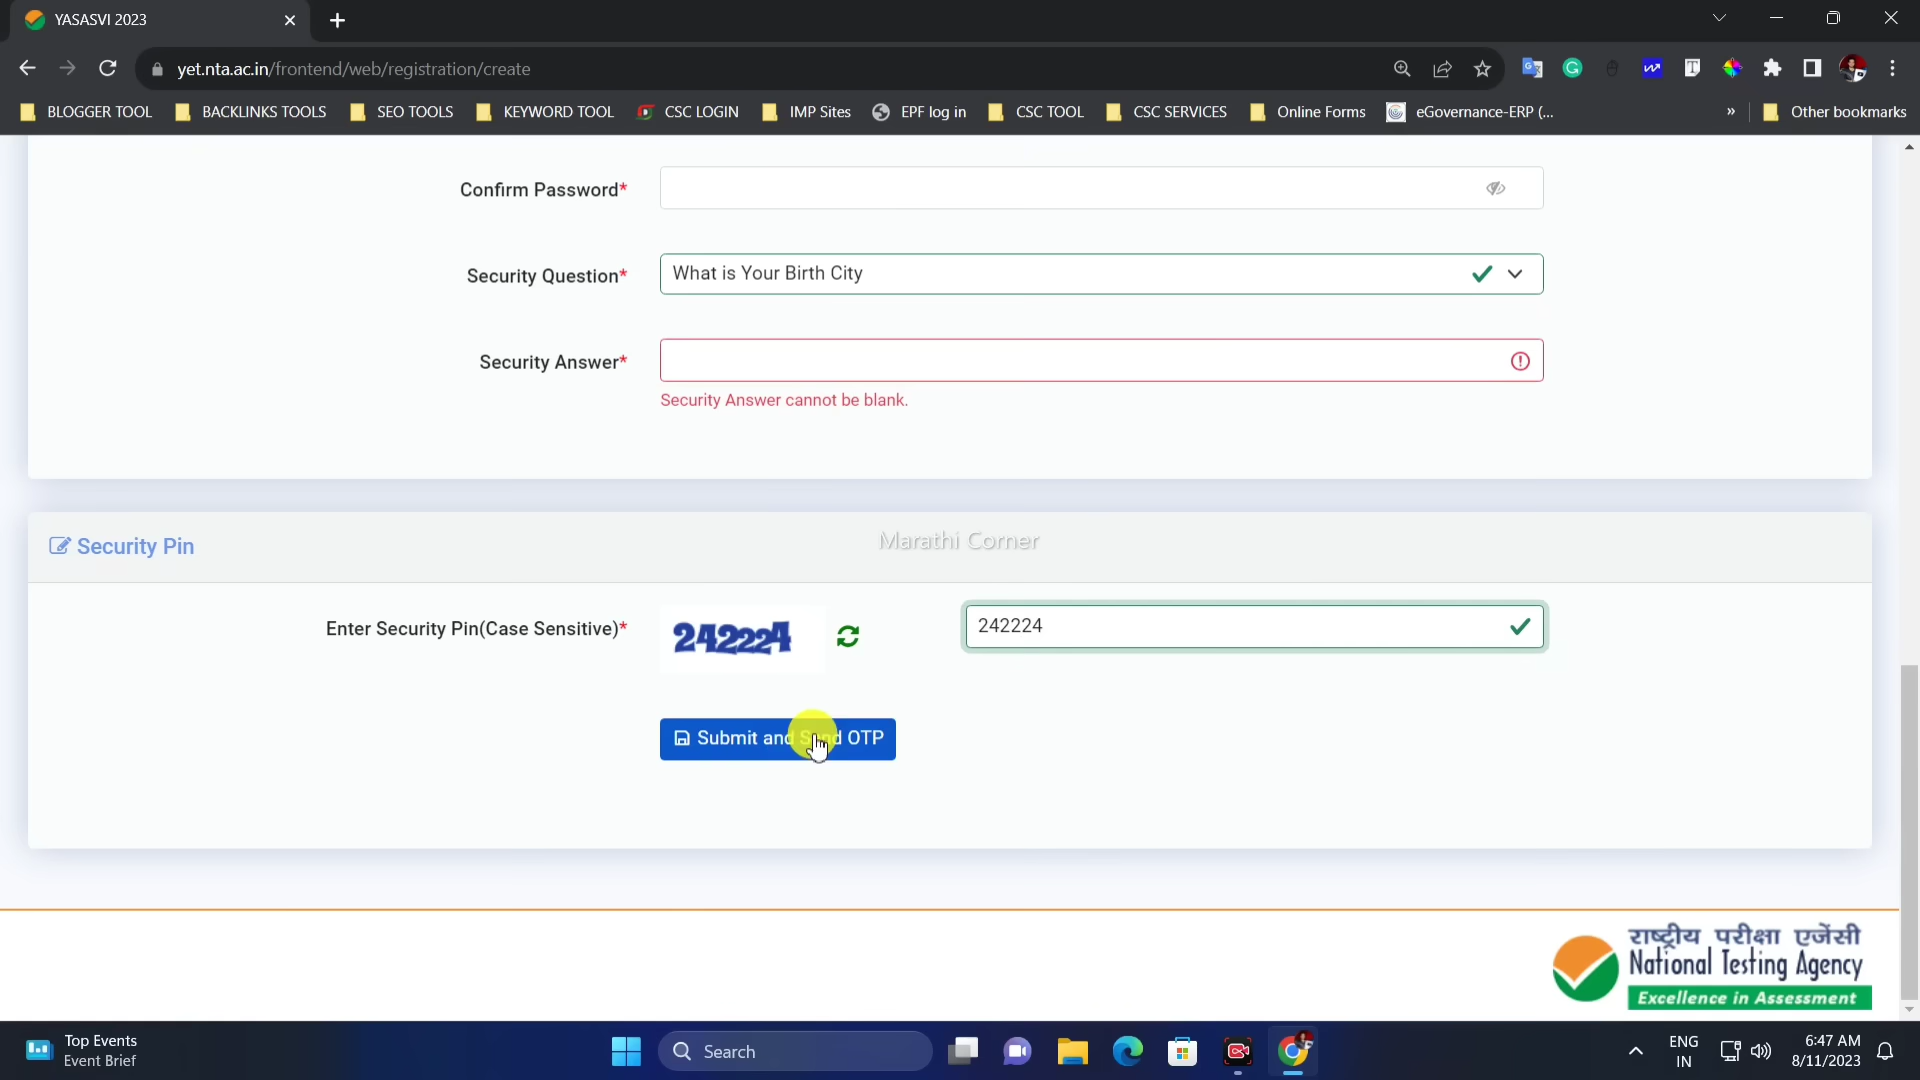 YASASVI 2023
yet.nta.ac.in/frontend/web/registration/create
BLOGGER TOOL
BACKLINKS TOOLS
SEO TOOLS
KEYWORD TOOL
CSC LOGIN
IMP Sites
EPF log in
CSC TOOL
CSC SERVICES
Online Forms
eGovernance-ERP (...
»
Other bookmarks
Confirm Password*
Security Question*
What is Your Birth City
Security Answer*
Security Answer cannot be blank.
Security Pin
Marathi Corner
Enter Security Pin(Case Sensitive)*
242224
242224
Submit and Send OTP
राष्ट्रीय परीक्षा एजेंसी
National Testing Agency
Excellence in Assessment
Top Events
Event Brief
Search
ENG
IN
6:47 AM
8/11/2023